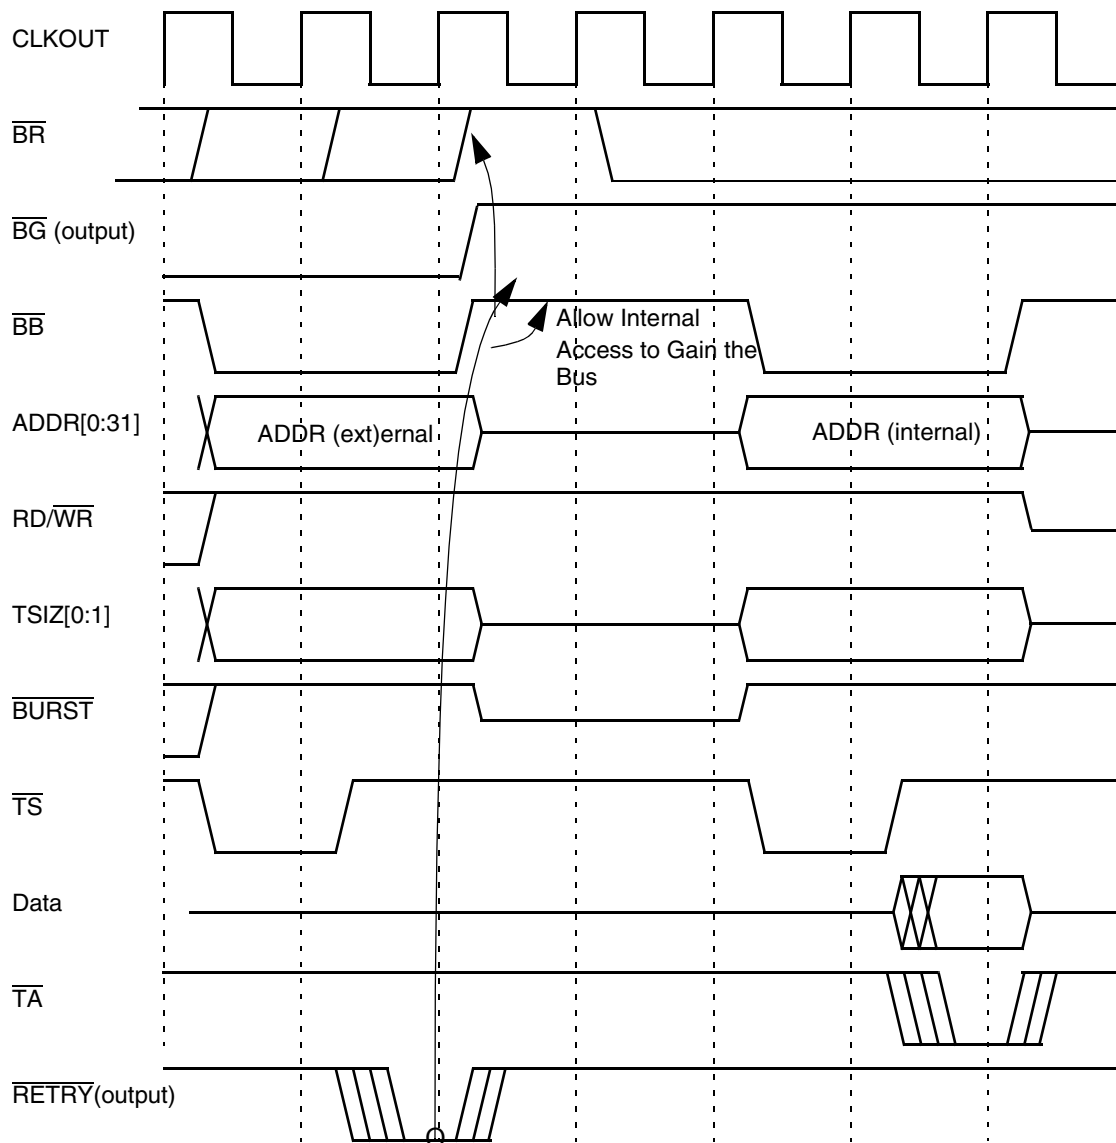 CLKOUT
BR
BG (output)
BB
Allow Internal
Access to Gain the
Bus
ADDR[0:31]
ADDR (ext)ernal
ADDR (internal)
RD/WR
TSIZ[0:1]
BURST
TS
Data
TA
RETRY(output)